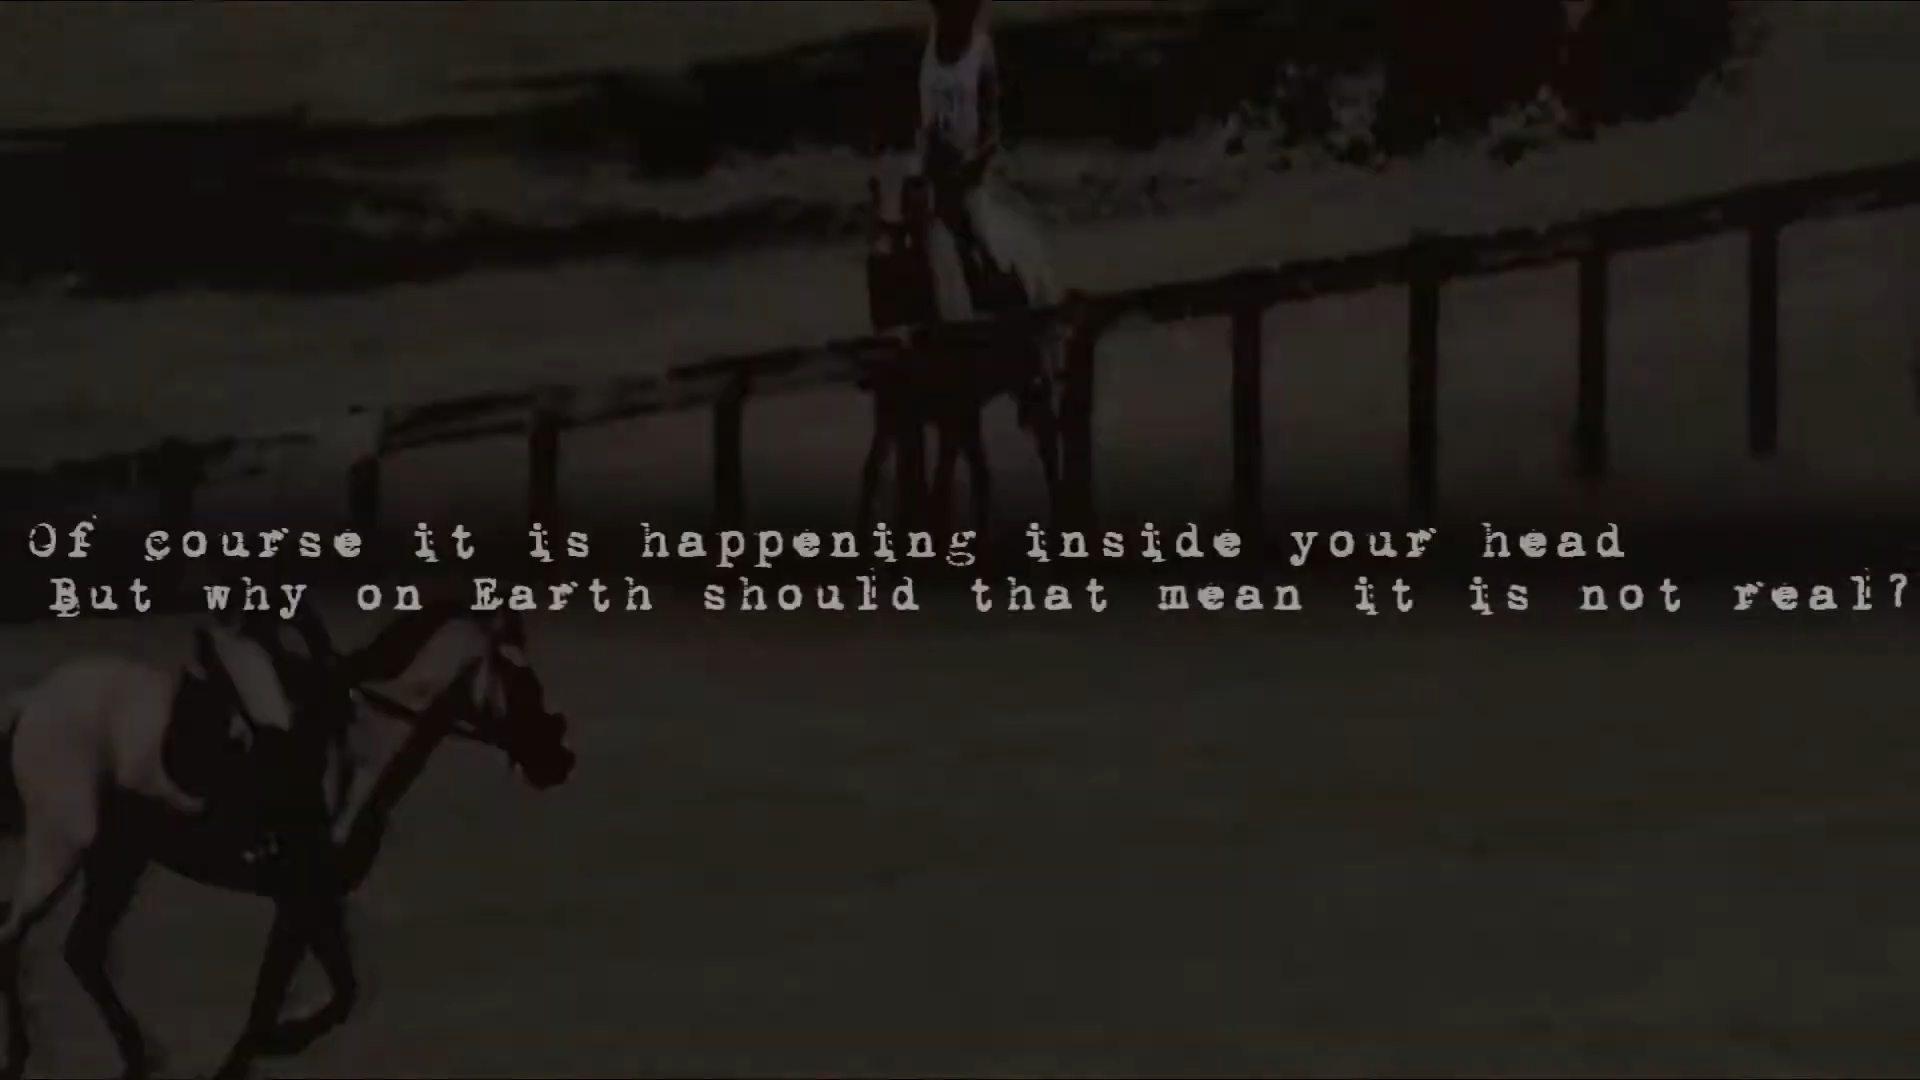 Of course it is happening inside your head
But why on Earth should that mean it is not real?